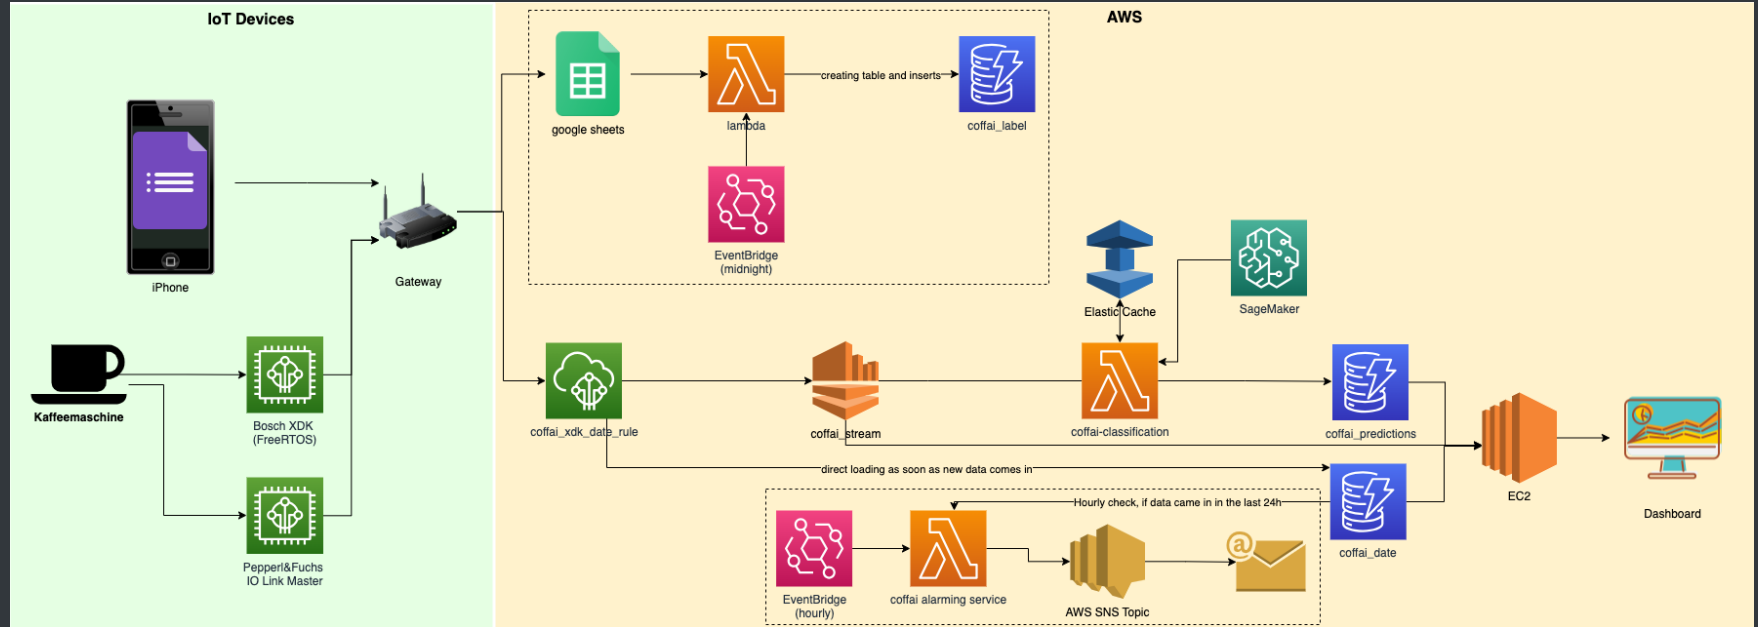 IoT Devices
AWS
google sheets
lambda
creating table and inserts
coffai_label
EventBridge
(midnight)
iPhone
Gateway
Elastic Cache
SageMaker
Kaffeemaschine
Bosch XDK
(FreeRTOS)
coffai_xdk_date_rule
coffai_stream
coffai-classification
coffai_predictions
direct loading as soon as new data comes in
Hourly check, if data came in in the last 24h
EC2
Dashboard
coffai_date
Pepperl&Fuchs
IO Link Master
EventBridge
(hourly)
coffai alarming service
AWS SNS Topic
@